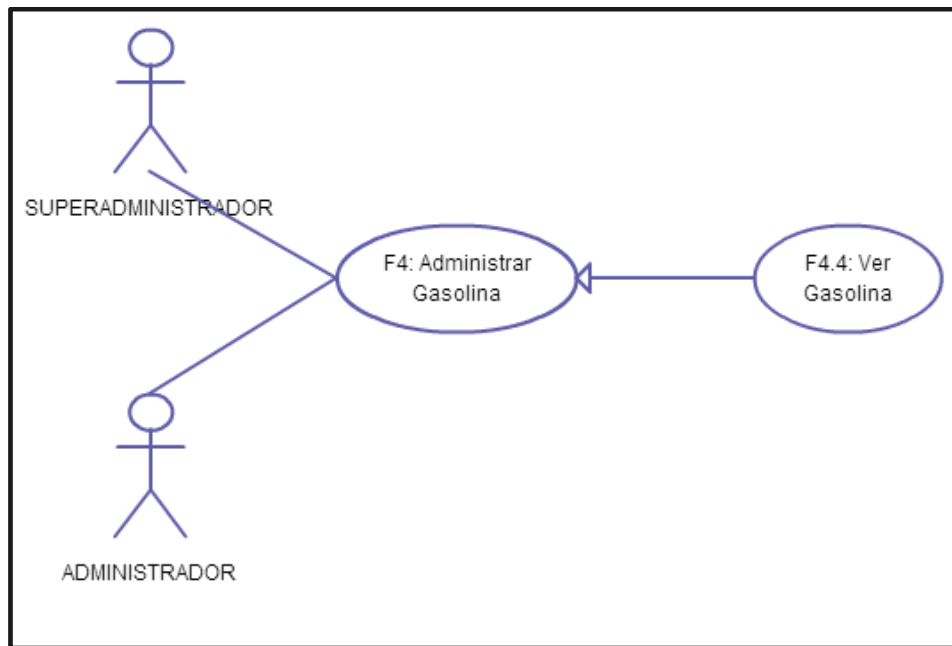 SUPERADMINISTRADOR
F4: Administrar
Gasolina
F4.4: Ver
Gasolina
ADMINISTRADOR